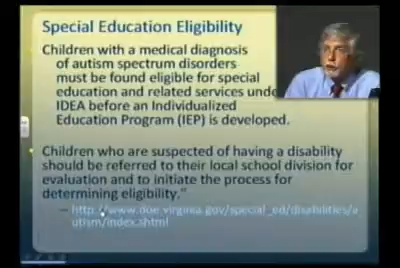 Special Education Eligibility
Children with a medical diagnosis
of autism spectrum disorders
must be found eligible for special
education and related services unde
IDEA before an Individualized
Education Program (IEP) is developed.
Children who are suspected of having a disability
should be referred to their local school division for
evaluation and to initiate the process for
determining eligibility."
– http://www.doe.virginia.gov/special_ed/disabilities/a
utism/index.shtml